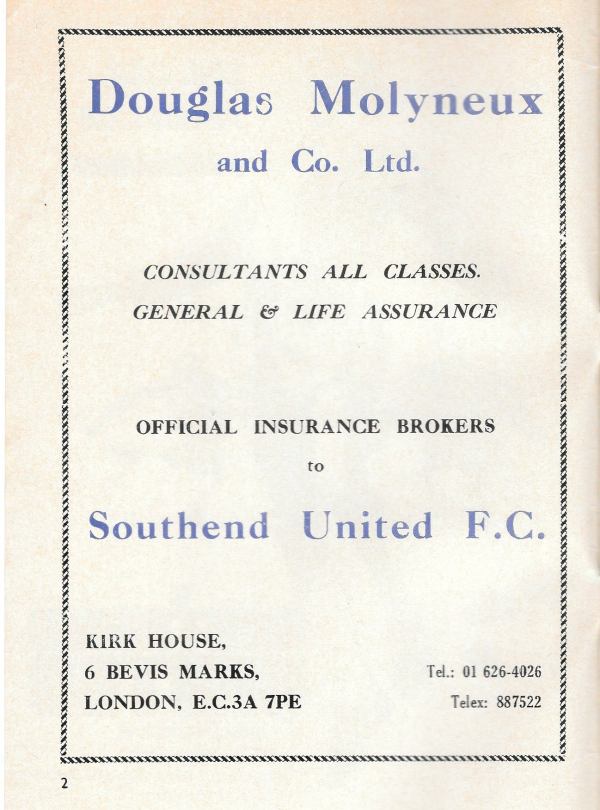 Douglas Molyneux
and Co. Ltd.
CONSULTANTS ALL CLASSES.
GENERAL & LIFE ASSURANCE
OFFICIAL INSURANCE BROKERS
to
Southend United F.C.
KIRK HOUSE,
6 BEVIS MARKS,
LONDON, E.C.3A 7PE
Tel.: 01 626-4026
Telex: 887522
2